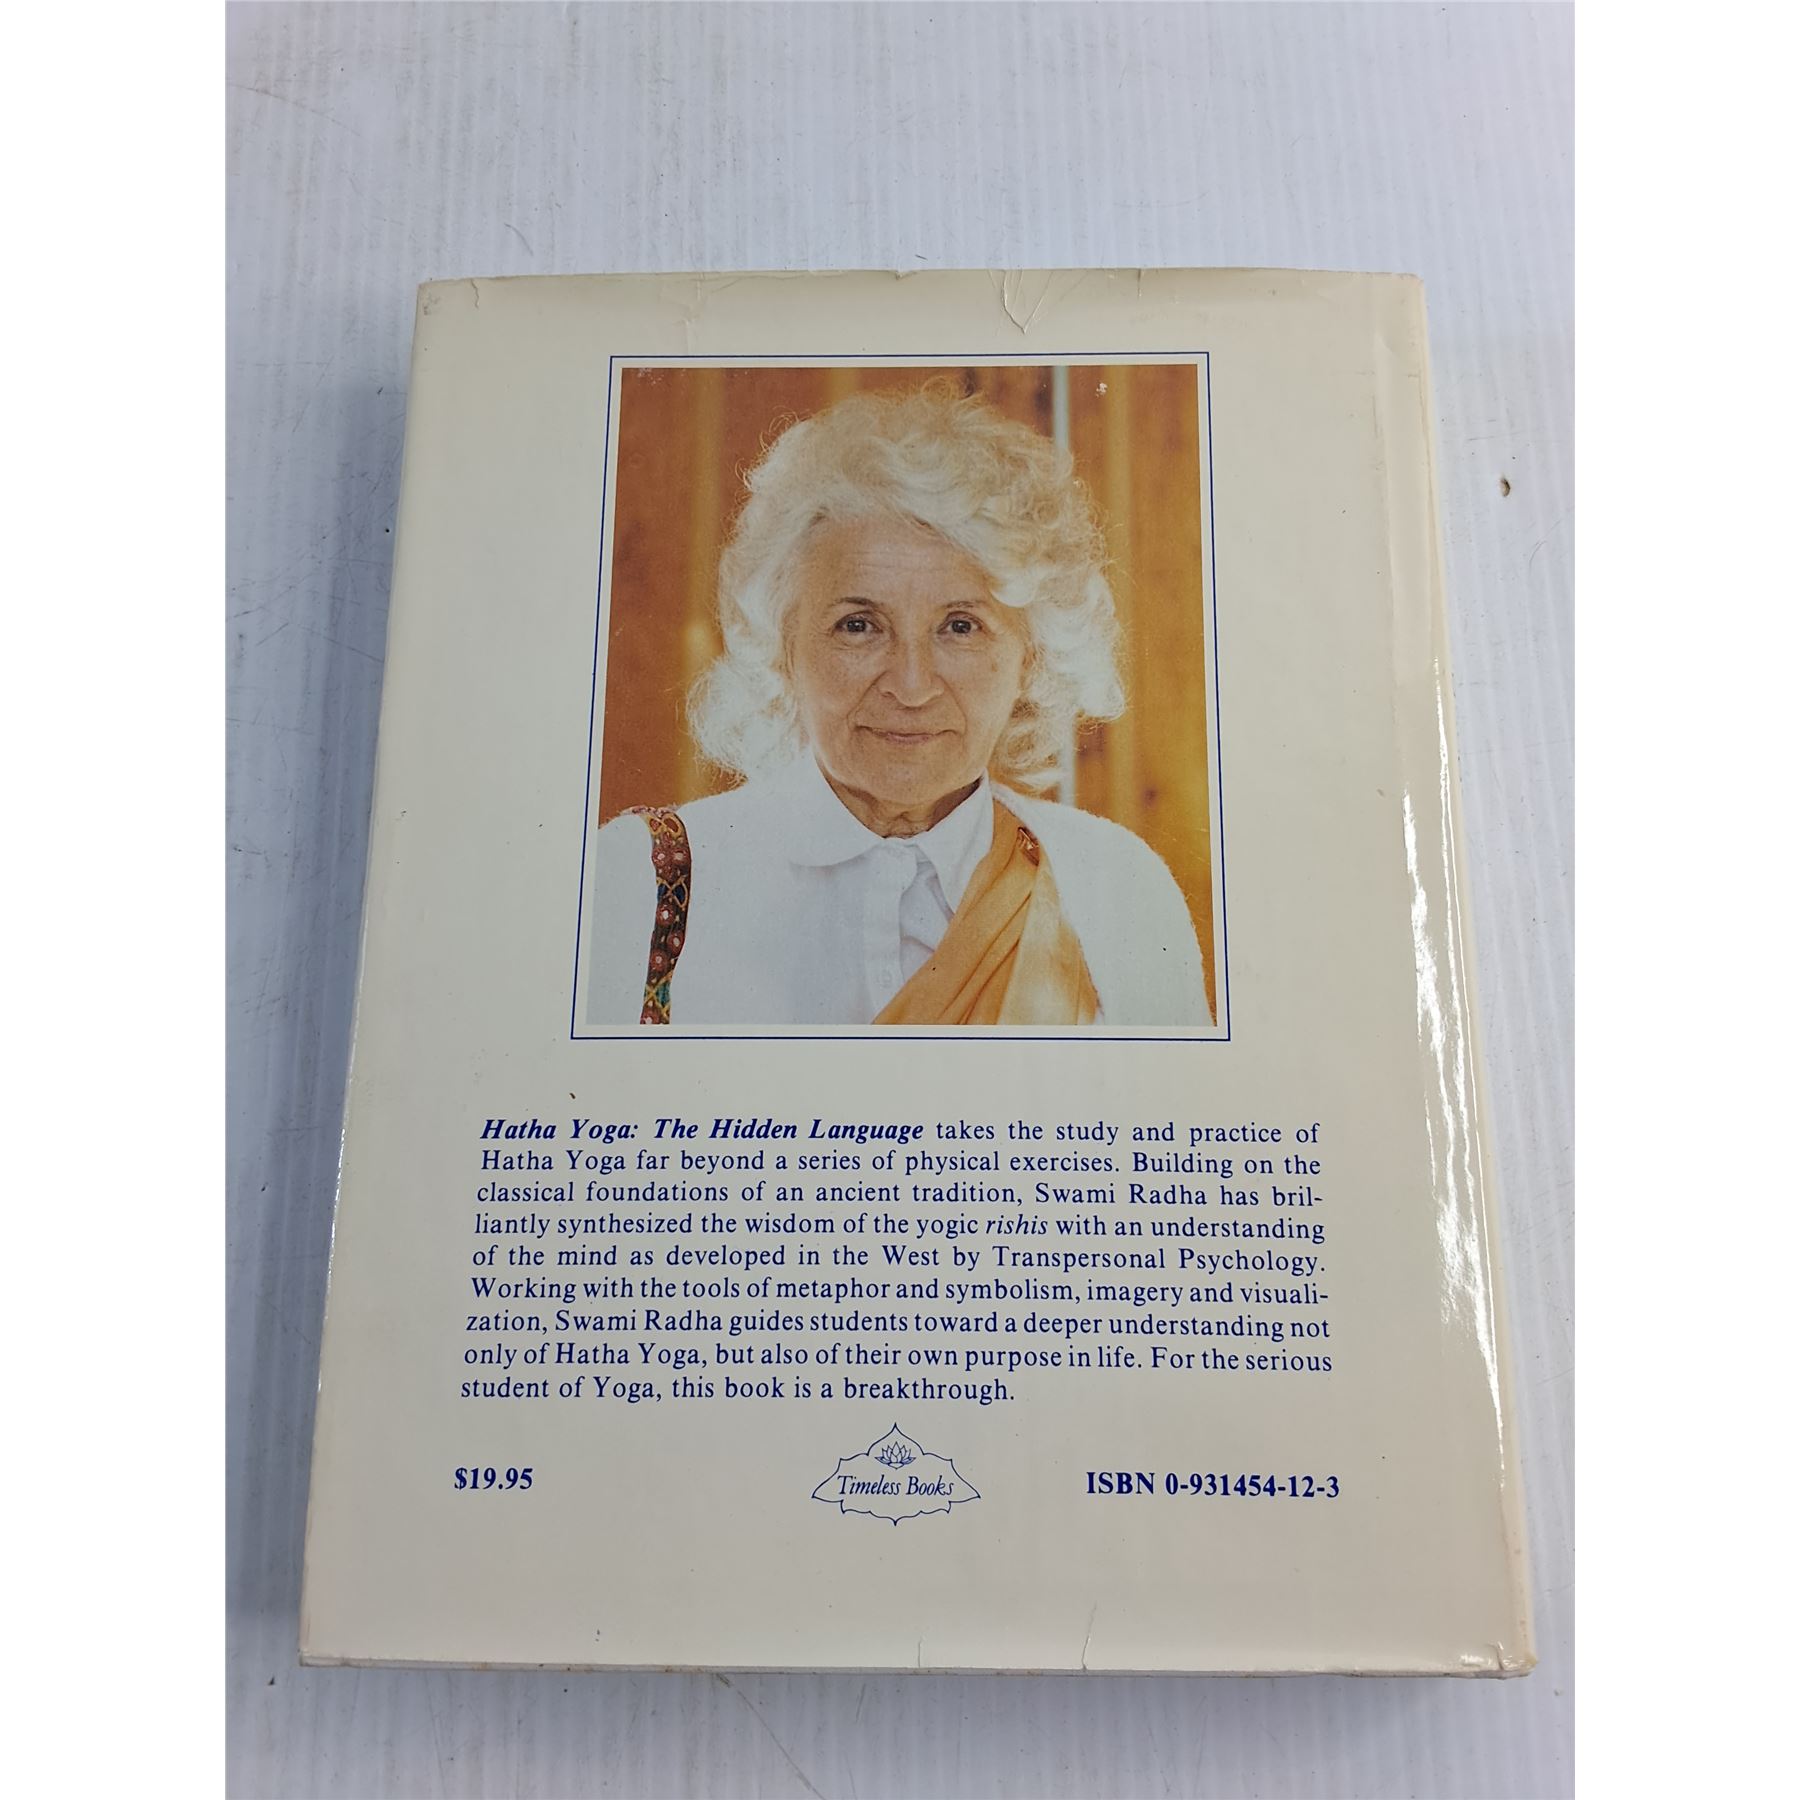 Hatha Yoga: The Hidden Language takes the study and practice of
Hatha Yoga far beyond a series of physical exercises. Building on the
classical foundations of an ancient tradition, Swami Radha has bril-
liantly synthesized the wisdom of the yogic rishis with an understanding
of the mind as developed in the West by Transpersonal Psychology.
Working with the tools of metaphor and symbolism, imagery and visuali-
zation, Swami Radha guides students toward a deeper understanding not
only of Hatha Yoga, but also of their own purpose in life. For the serious
student of Yoga, this book is a breakthrough.
$19.95
Timeless Books
ISBN 0-931454-12-3